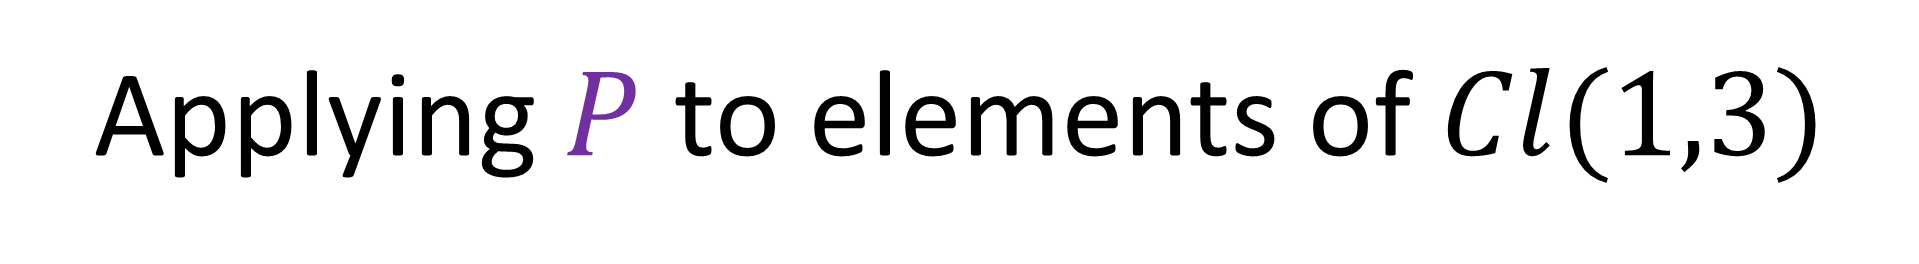 Applying P to elements of Cl(1,3)